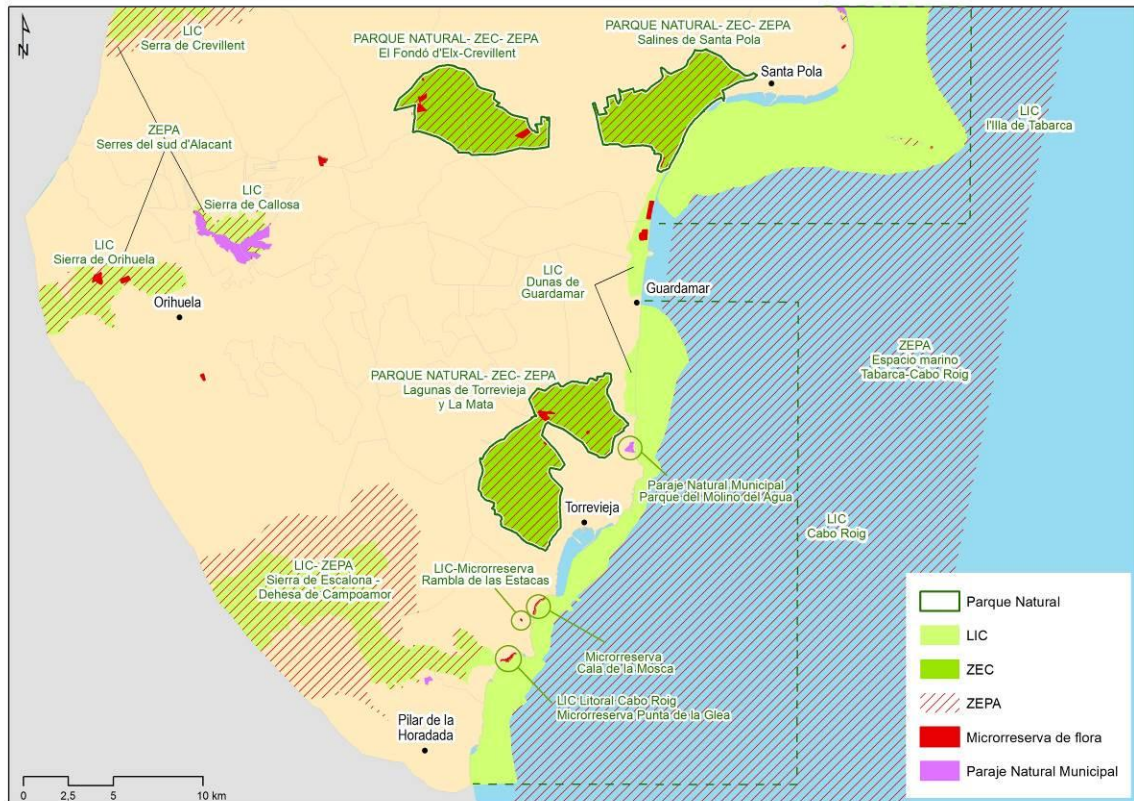 N
LIC
Serra de Crevillent
PARQUE NATURAL- ZEC- ZEPA
El Fondó d'Elx-Crevillent
PARQUE NATURAL- ZEC- ZEPA
Salines de Santa Pola
Santa Pola
LIC
l'Illa de Tabarca
ZEPA
Serres del sud d'Alacant
LIC
Sierra de Callosa
LIC
Sierra de Orihuela
Orihuela
LIC
Dunas de
Guardamar
Guardamar
ZEPA
Espacio marino
Tabarca-Cabo Roig
PARQUE NATURAL- ZEC- ZEPA
Lagunas de Torrevieja
y La Mata
Paraje Natural Municipal
Parque del Molino del Agua
Torrevieja
LIC
Cabo Roig
LIC- ZEPA
Sierra de Escalona -
Dehesa de Campoamor
LIC-Microrreserva
Rambla de las Estacas
Microrreserva
Cala de la Mosca
LIC Litoral Cabo Roig
Microrreserva Punta de la Glea
Pilar de la
Horadada
Parque Natural
LIC
ZEC
ZEPA
Microrreserva de flora
Paraje Natural Municipal
0 2,5 5 10 km